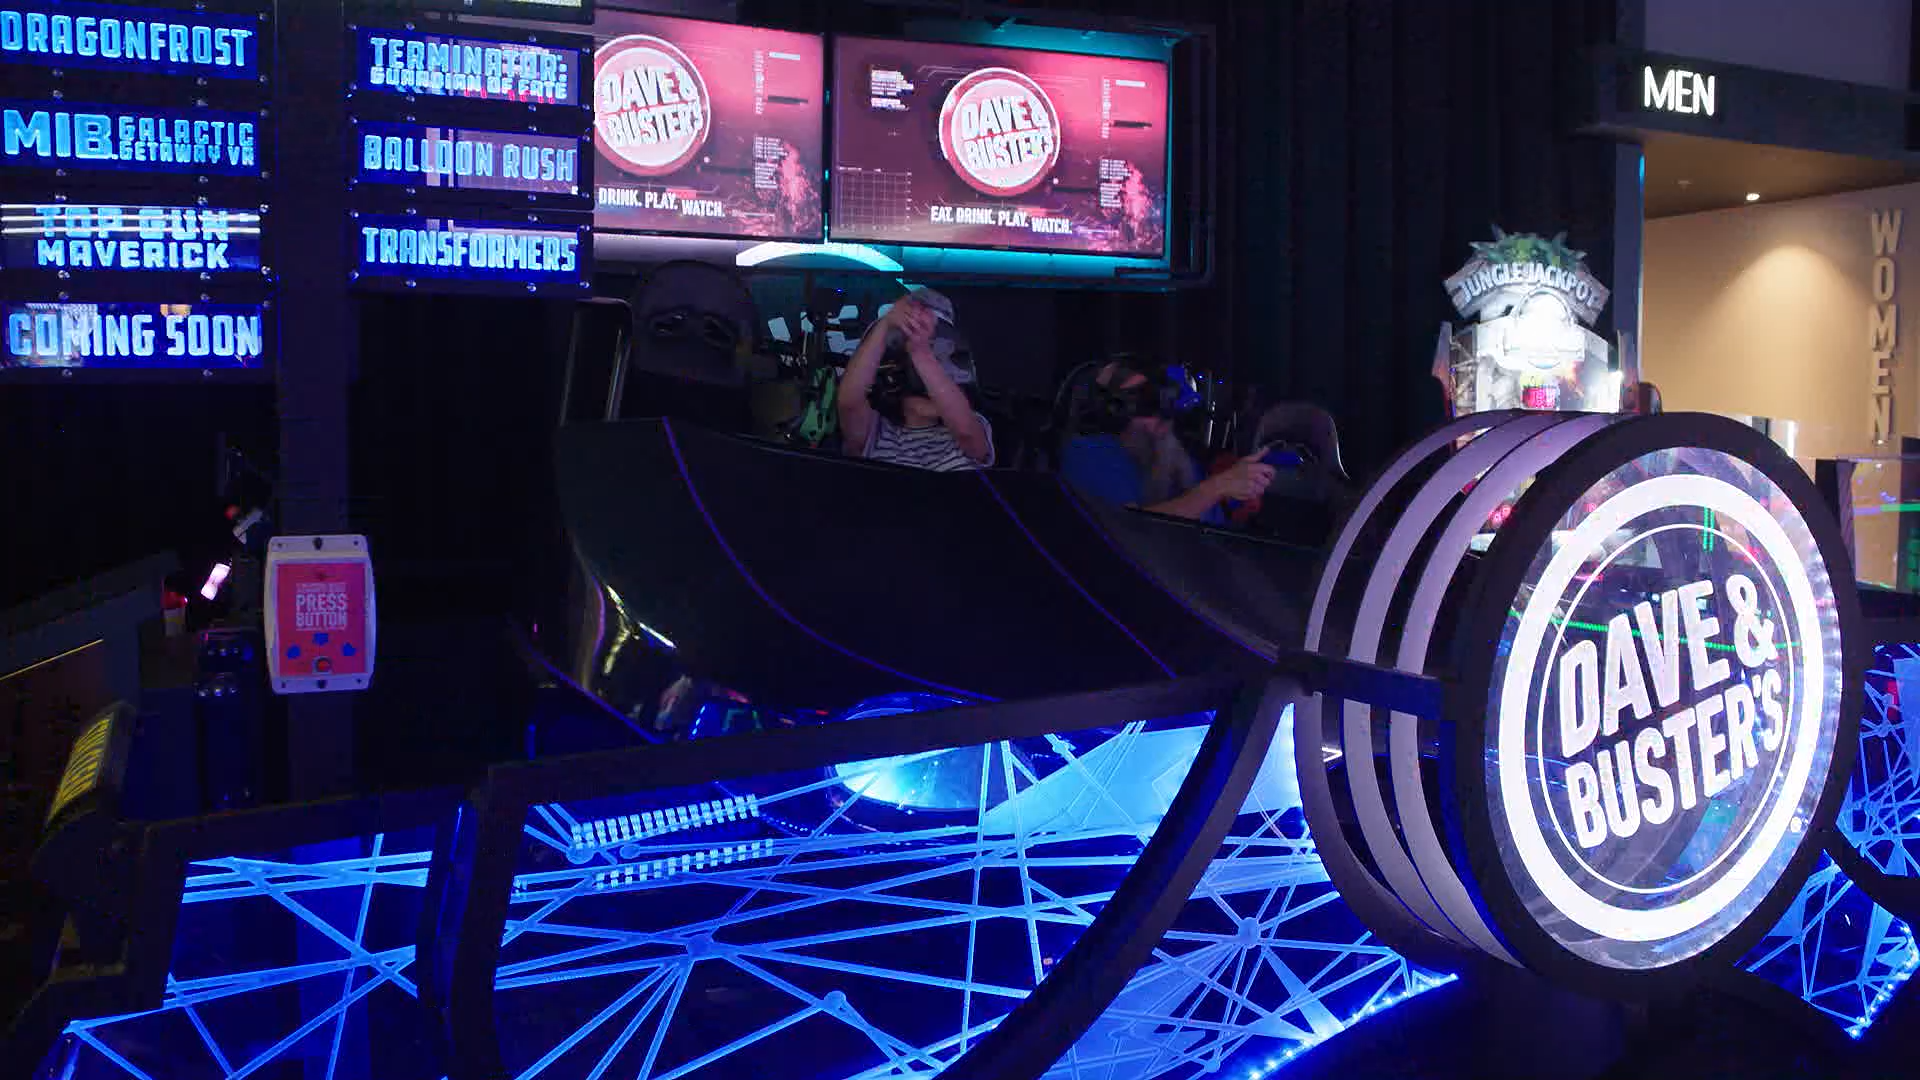 DRAGONFROST
MIB GALACTIC
GETAWAY VR
TOP GUN
MAVERICK
COMING SOON
TERMINATOR:
GUARDIAN OF FATE
BALLOON RUSH
TRANSFORMERS
DAVE &
BUSTER'S
DRINK. PLAY. WATCH.
DAVE &
BUSTER'S
EAT. DRINK. PLAY. WATCH.
MEN
WOMEN
JUNGLE JACKPOT
PRESS
BUTTON
DAVE &
BUSTER'S